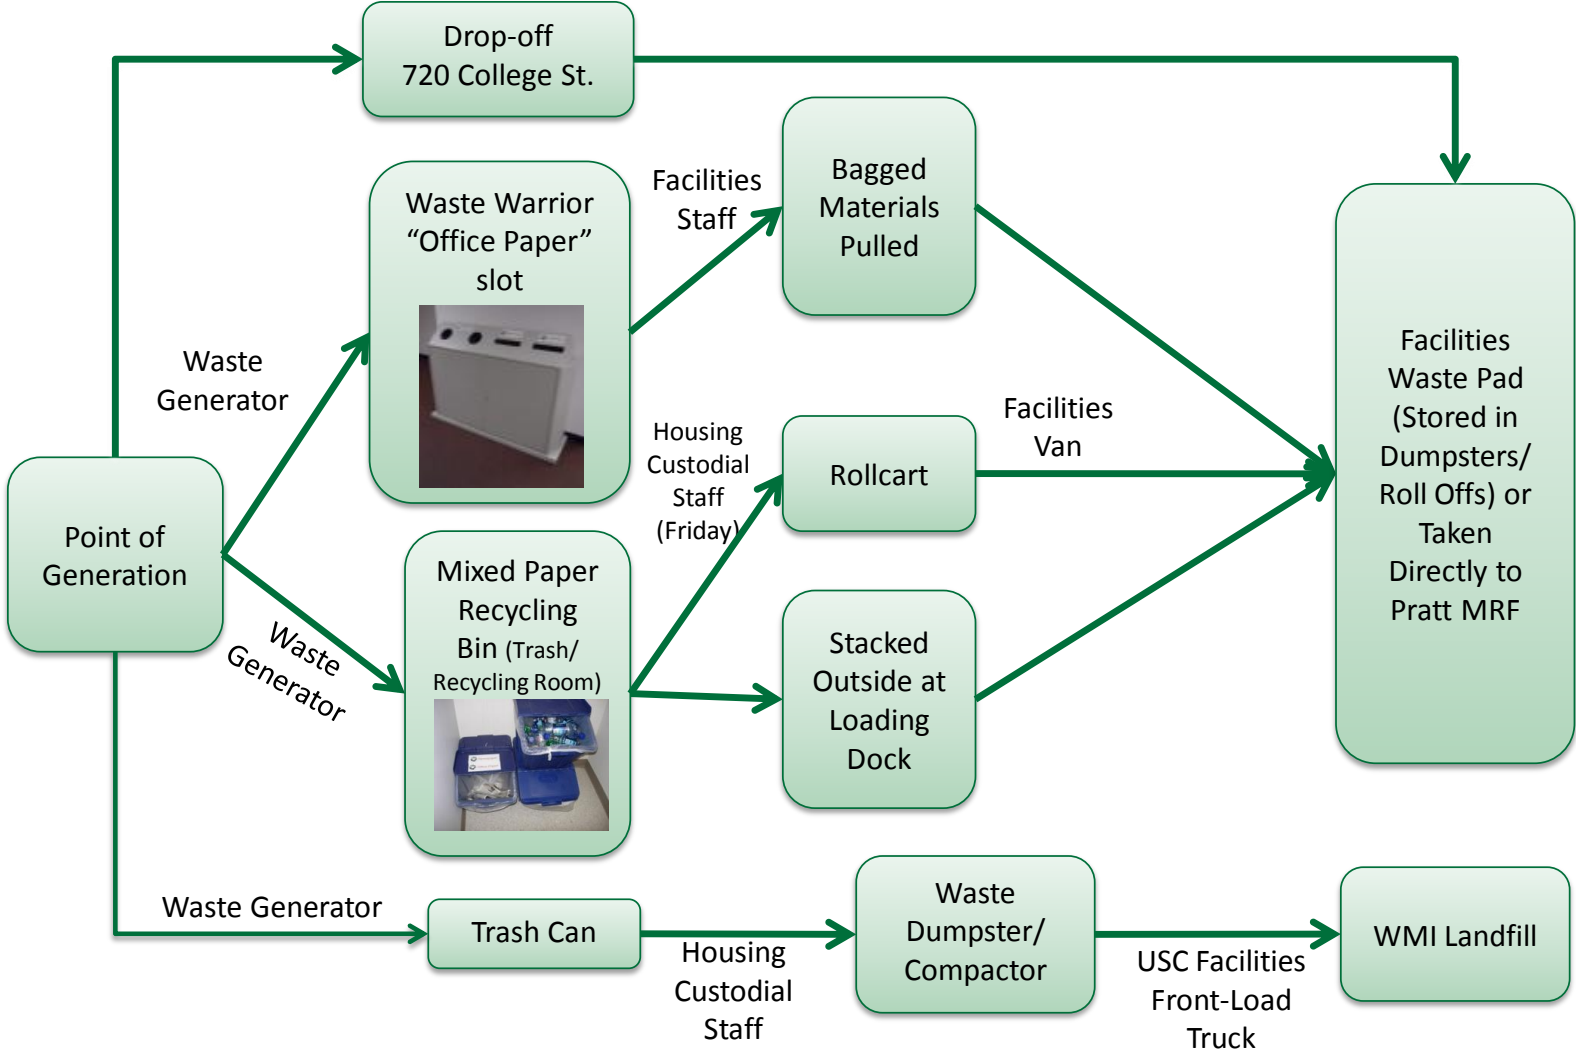 Drop-off
720 College St.
Waste Warrior
“Office Paper”
slot
Facilities
Staff
Bagged
Materials
Pulled
Waste
Generator
Point of
Generation
Waste
Generator
Mixed Paper
Recycling
Bin (Trash/
Recycling Room)
Housing
Custodial
Staff
(Friday)
Rollcart
Facilities
Van
Stacked
Outside at
Loading
Dock
Facilities
Waste Pad
(Stored in
Dumpsters/
Roll Offs) or
Taken
Directly to
Pratt MRF
Waste Generator
Trash Can
Housing
Custodial
Staff
Waste
Dumpster/
Compactor
USC Facilities
Front-Load
Truck
WMI Landfill